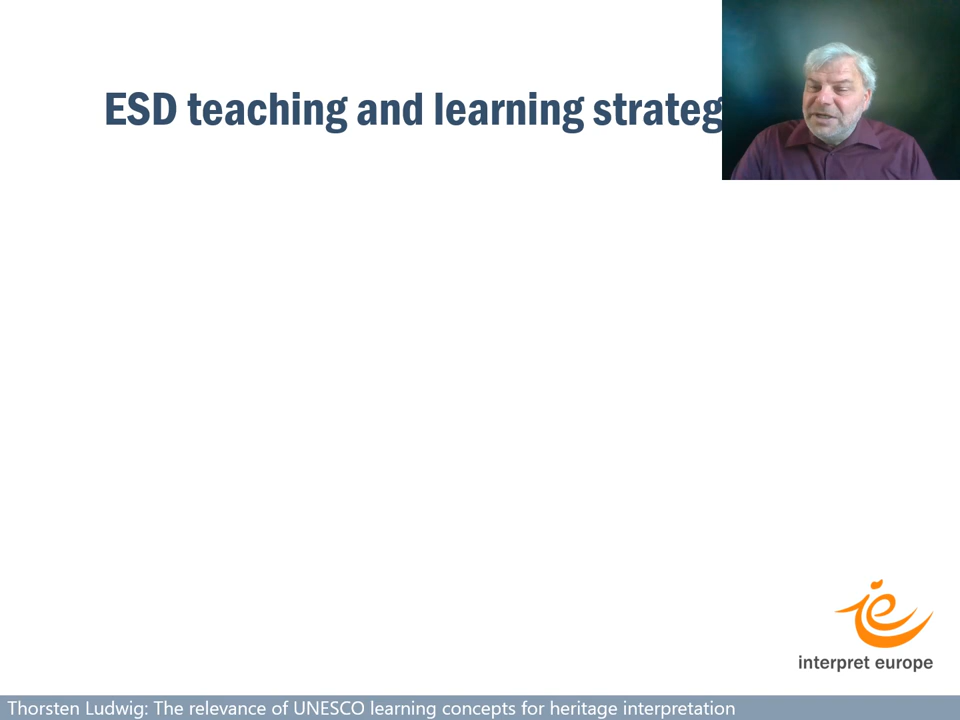 ESD teaching and learning strateg
interpret europe
Thorsten Ludwig: The relevance of UNESCO learning concepts for heritage interpretation